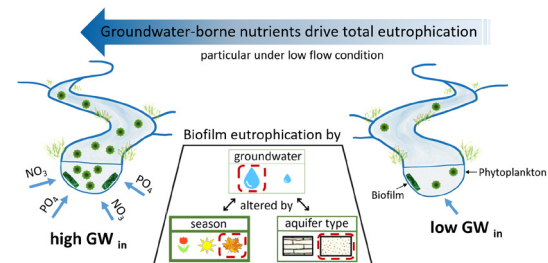 Groundwater-borne nutrients drive total eutrophication
particular under low flow condition
Biofilm eutrophication by
groundwater
altered by
season
aquifer type
NO₃
PO₄
NO₃
PO₄
high GW in
Phytoplankton
Biofilm
low GW in